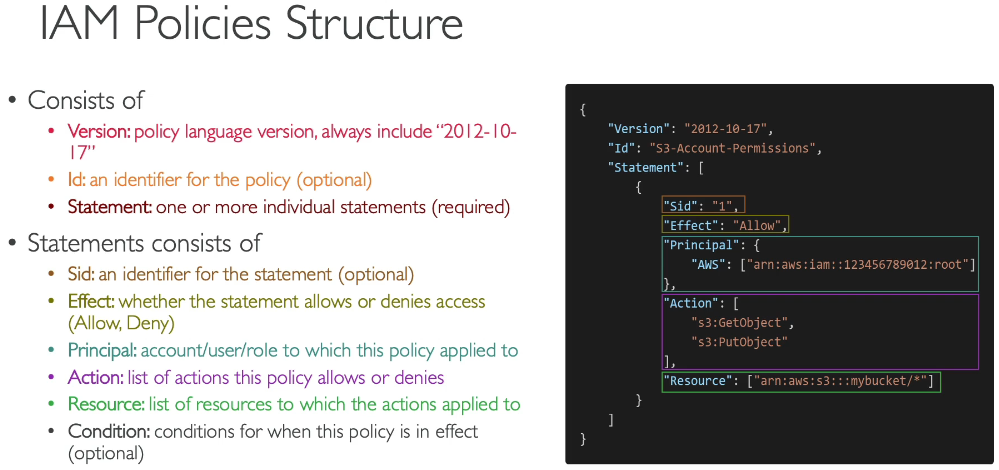 IAM Policies Structure
• Consists of
• Version: policy language version, always include “2012-10-
17”
• Id: an identifier for the policy (optional)
• Statement: one or more individual statements (required)
• Statements consists of
• Sid: an identifier for the statement (optional)
• Effect: whether the statement allows or denies access
(Allow, Deny)
• Principal: account/user/role to which this policy applied to
• Action: list of actions this policy allows or denies
• Resource: list of resources to which the actions applied to
• Condition: conditions for when this policy is in effect
(optional)
{
"Version": "2012-10-17",
"Id": "S3-Account-Permissions",
"Statement": [
{
"Sid": "1",
"Effect": "Allow",
"Principal": {
"AWS": ["arn:aws:iam::123456789012:root"]
},
"Action": [
"s3:GetObject",
"s3:PutObject"
],
"Resource": ["arn:aws:s3:::mybucket/*"]
}
]
}